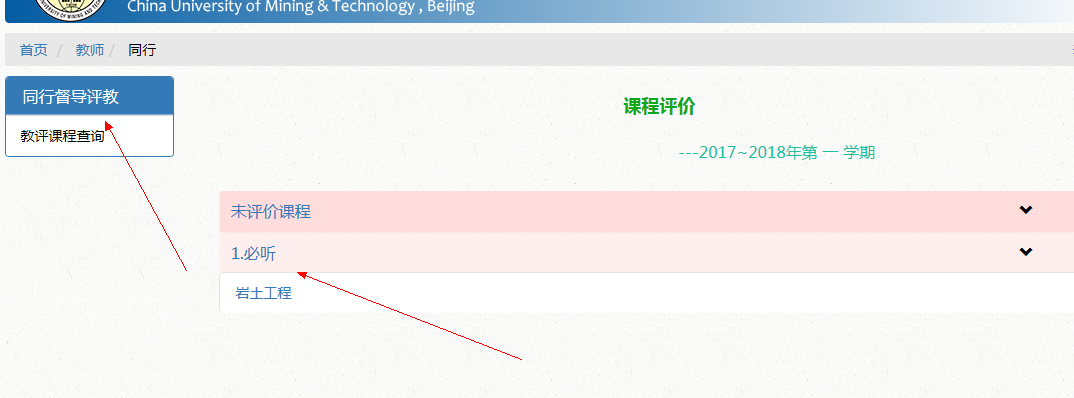 China University of Mining & Technology , Beijing
首页 / 教师 / 同行
同行督导评教
教评课程查询
课程评价
---2017~2018年第 一 学期
未评价课程
1.必听
岩土工程